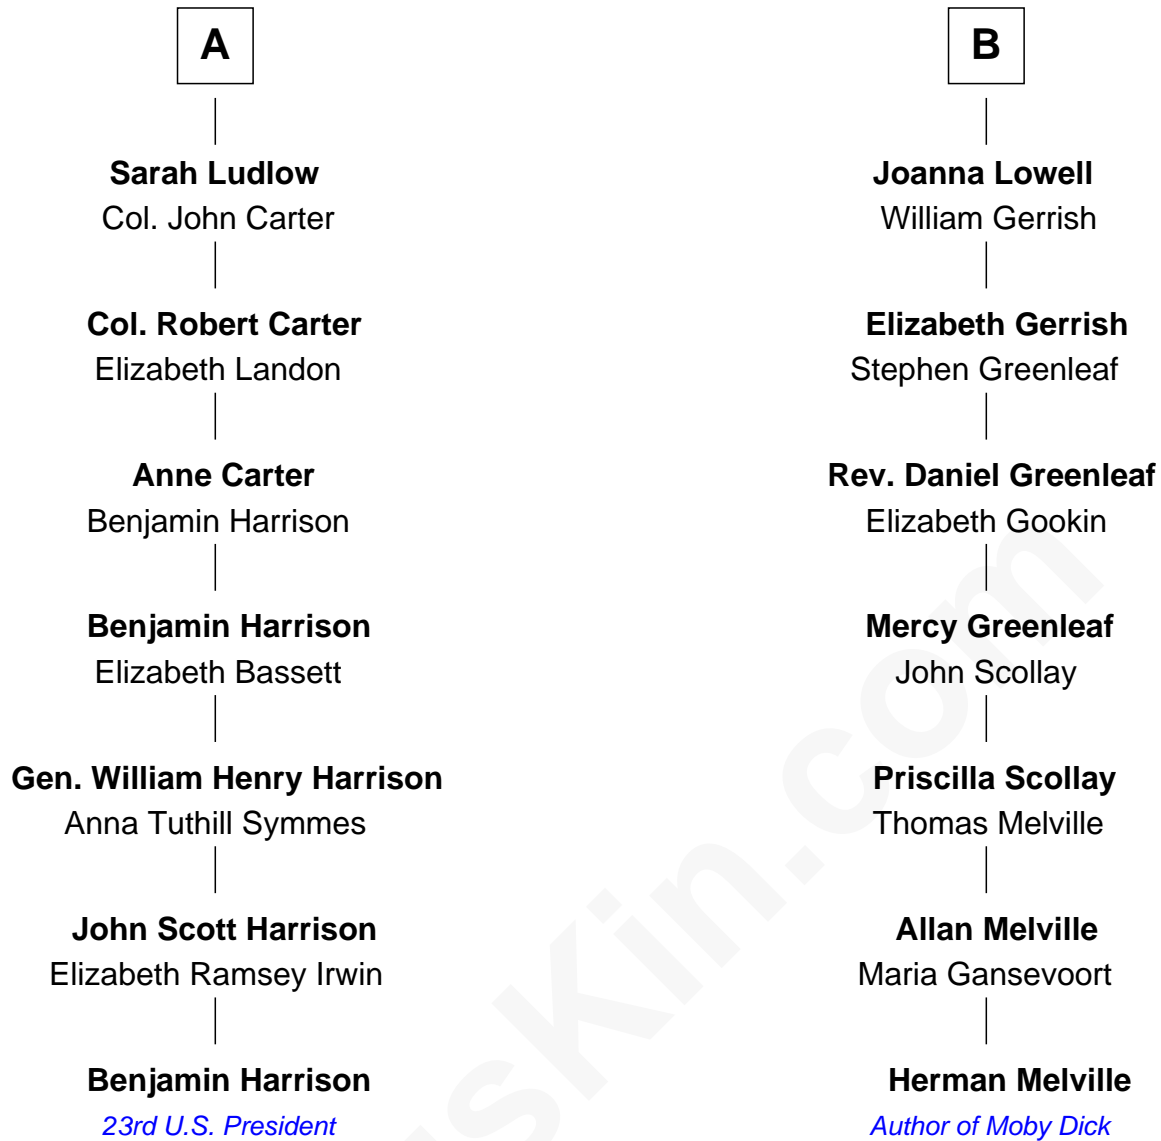 A
Sarah Ludlow
Col. John Carter
Col. Robert Carter
Elizabeth Landon
Anne Carter
Benjamin Harrison
Benjamin Harrison
Elizabeth Bassett
Gen. William Henry Harrison
Anna Tuthill Symmes
John Scott Harrison
Elizabeth Ramsey Irwin
Benjamin Harrison
23rd U.S. President
B
Joanna Lowell
William Gerrish
Elizabeth Gerrish
Stephen Greenleaf
Rev. Daniel Greenleaf
Elizabeth Gookin
Mercy Greenleaf
John Scollay
Priscilla Scollay
Thomas Melville
Allan Melville
Maria Gansevoort
Herman Melville
Author of Moby Dick